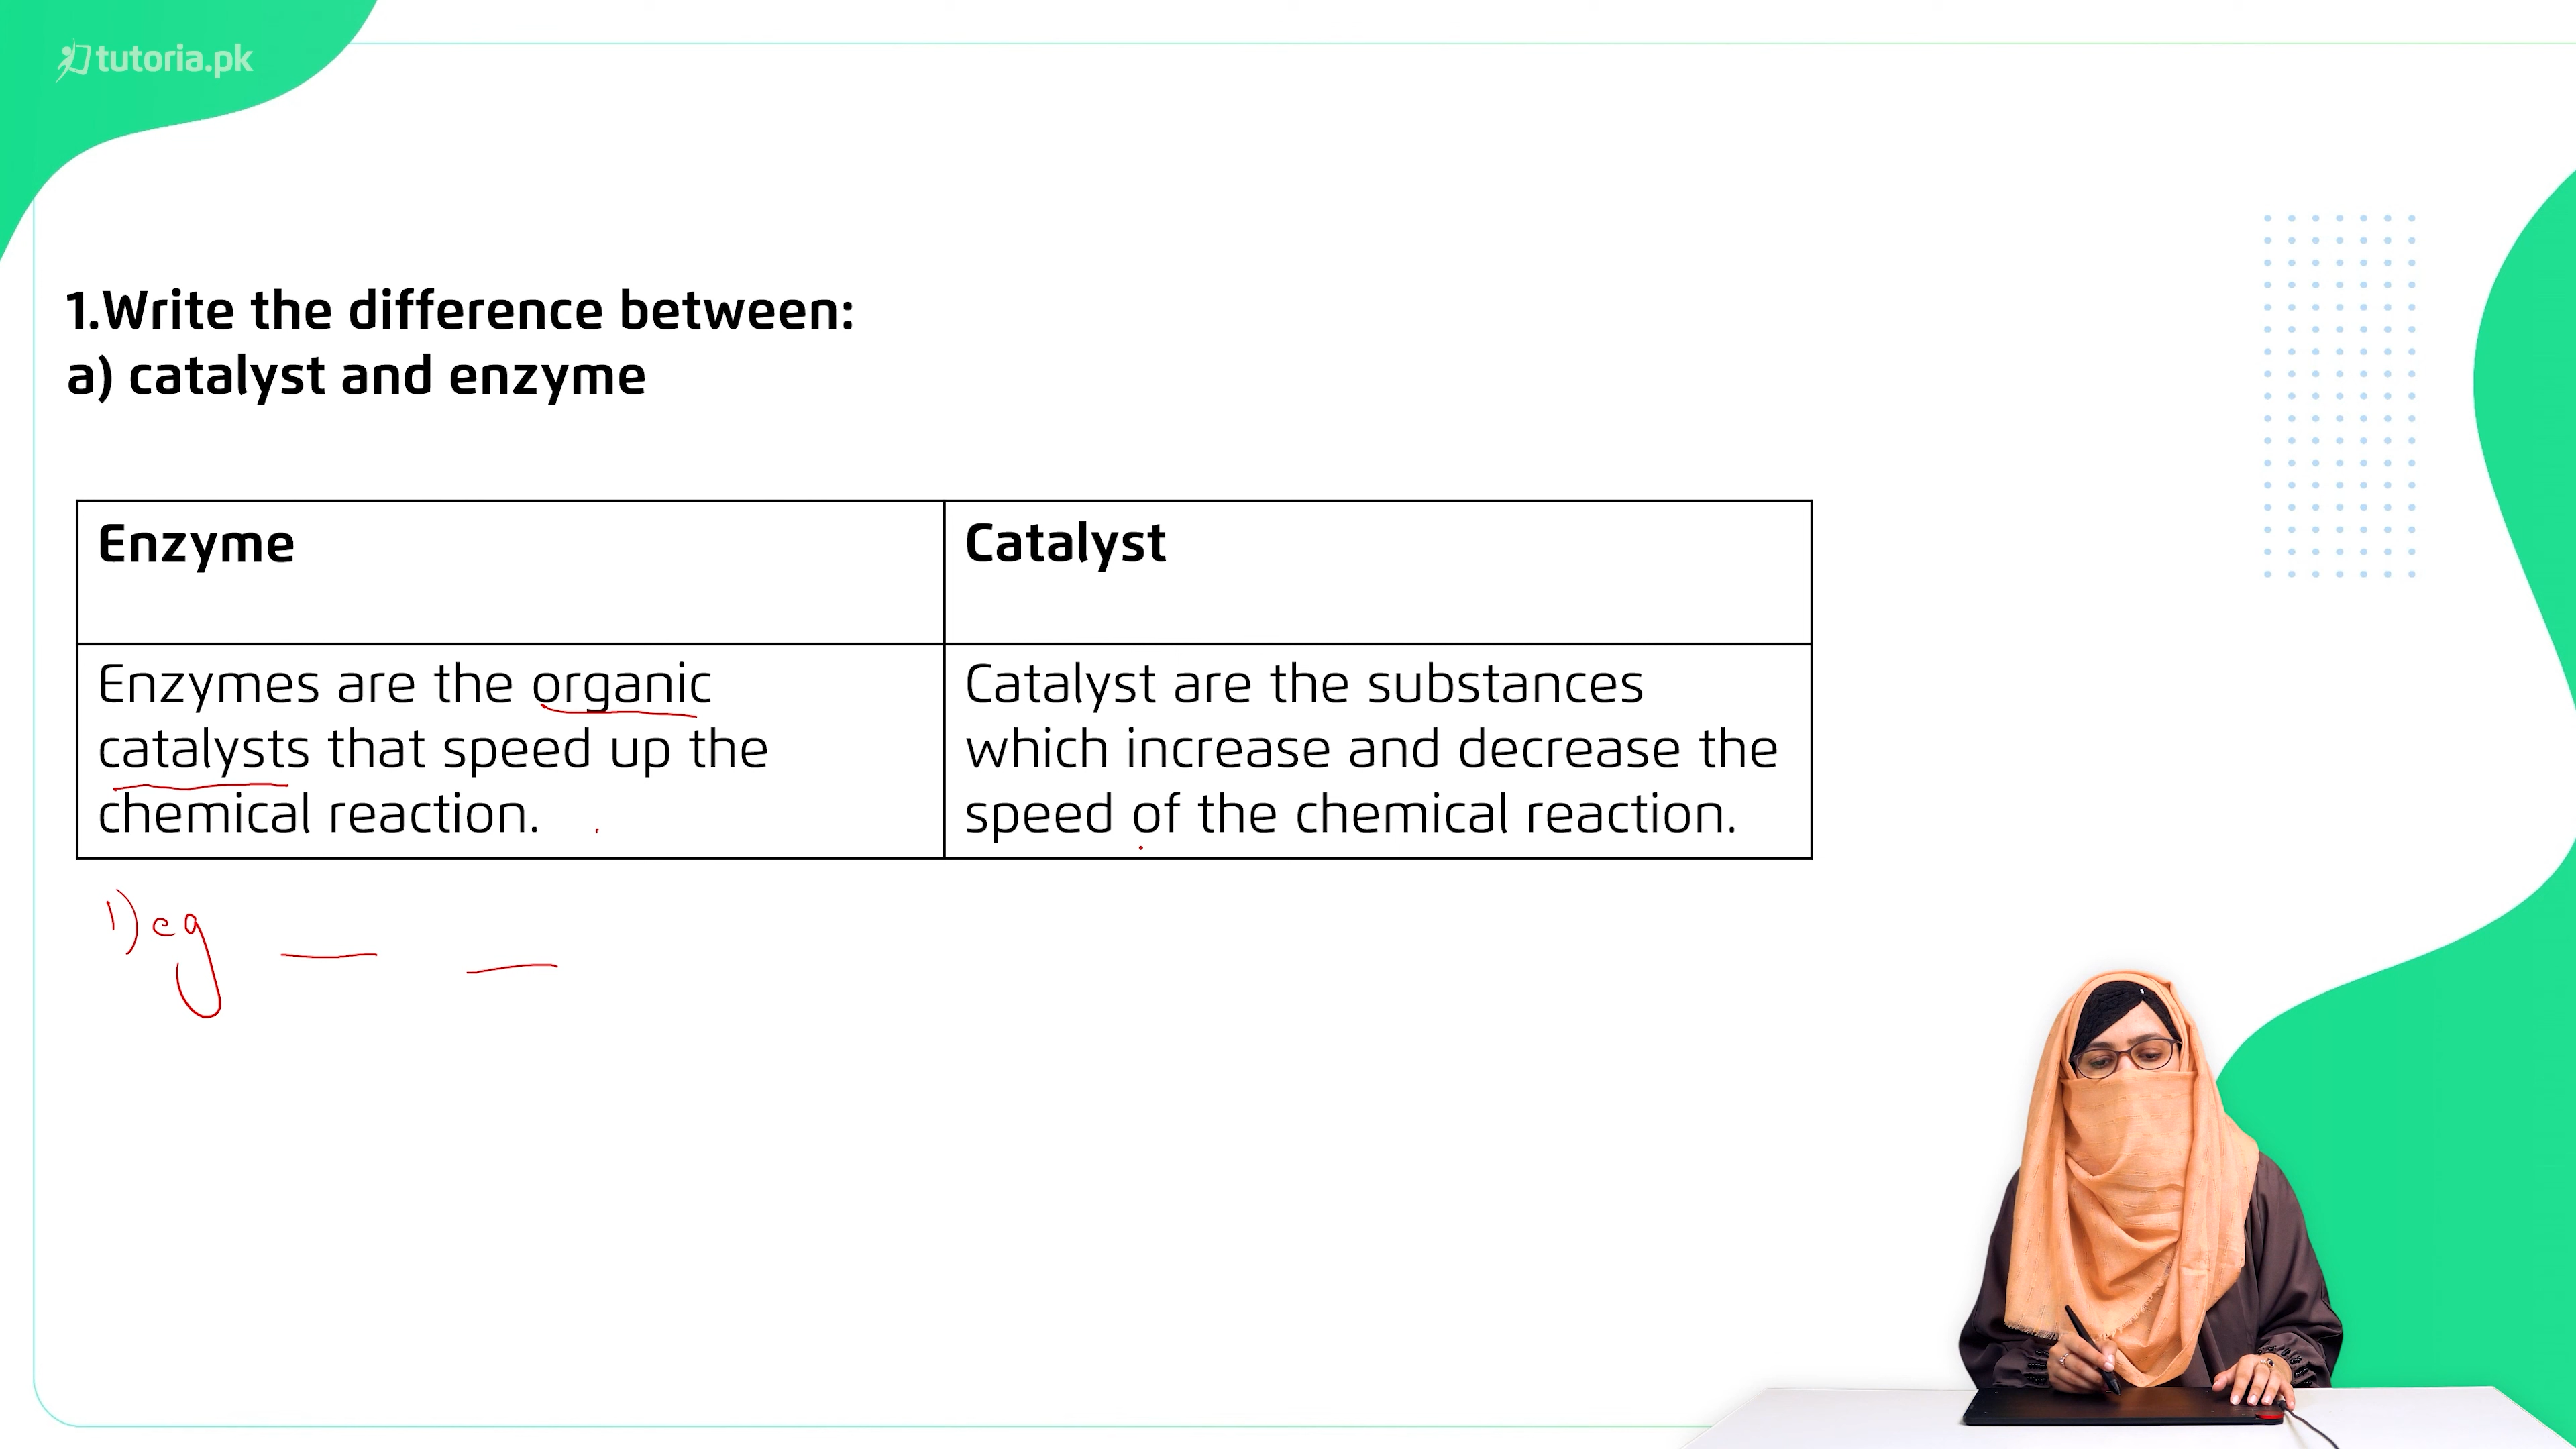 tutoria.pk
1.Write the difference between:
a) catalyst and enzyme
Enzyme
Catalyst
Enzymes are the organic
catalysts that speed up the
chemical reaction.
Catalyst are the substances
which increase and decrease the
speed of the chemical reaction.
1) eg